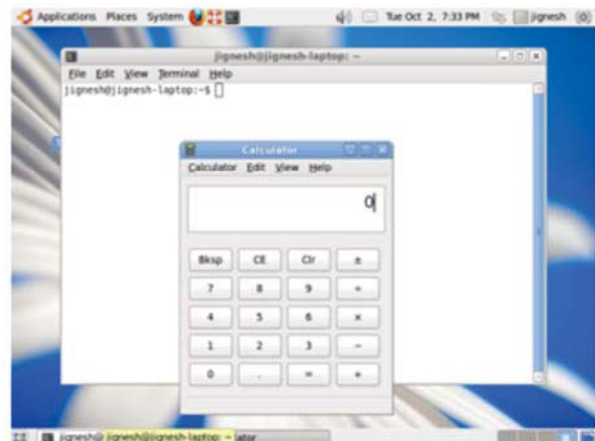 Applications Places System Tue Oct 2, 7:33 PM jignesh
jignesh@jignesh-laptop: ~
File Edit View Terminal Help
jignesh@jignesh-laptop:~$
Calculator
Calculator Edit View Help
0
Bksp CE Clr ±
7 8 9 ÷
4 5 6 x
1 2 3 −
0 . = +
jignesh@ jignesh@jignesh-laptop: ~ ator